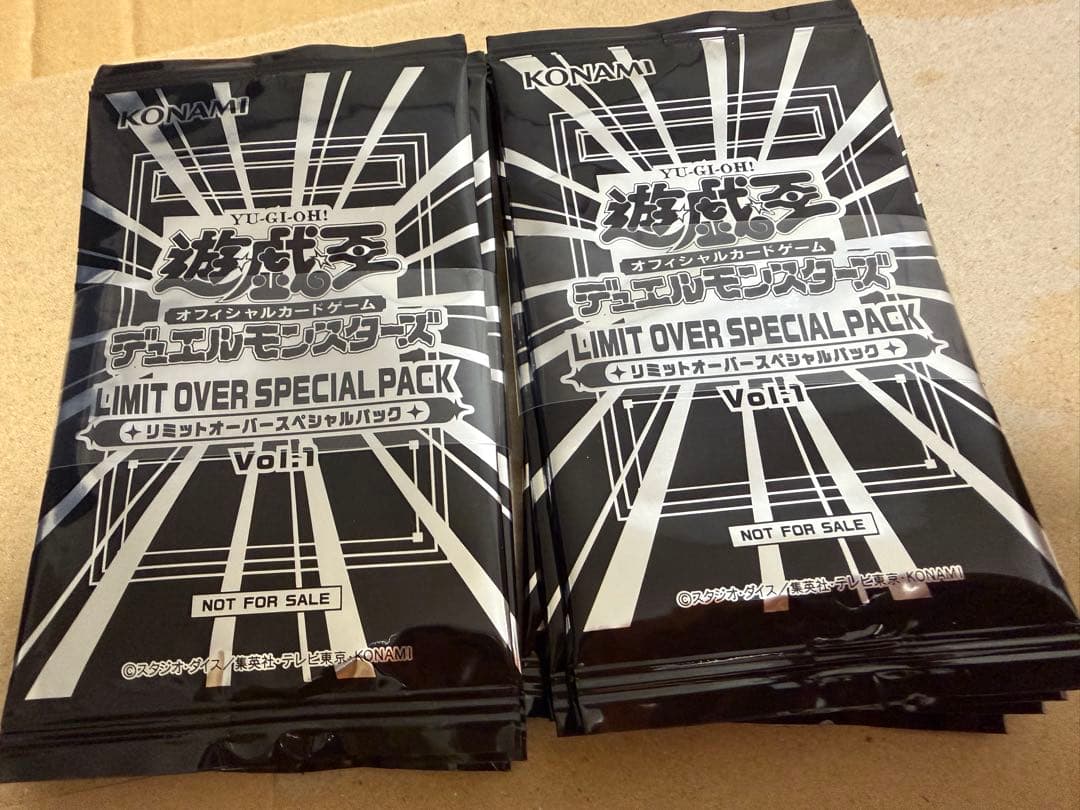 KONAMI
YU-GI-OH!
遊戯王
オフィシャルカードゲーム
デュエルモンスターズ
LIMIT OVER SPECIAL PACK
リミットオーバースペシャルパック
Vol.1
NOT FOR SALE
©スタジオ・ダイス/集英社・テレビ東京・KONAMI
KONAMI
YU-GI-OH!
遊戯王
オフィシャルカードゲーム
デュエルモンスターズ
LIMIT OVER SPECIAL PACK
リミットオーバースペシャルパック
Vol.1
NOT FOR SALE
©スタジオ・ダイス/集英社・テレビ東京・KONAMI